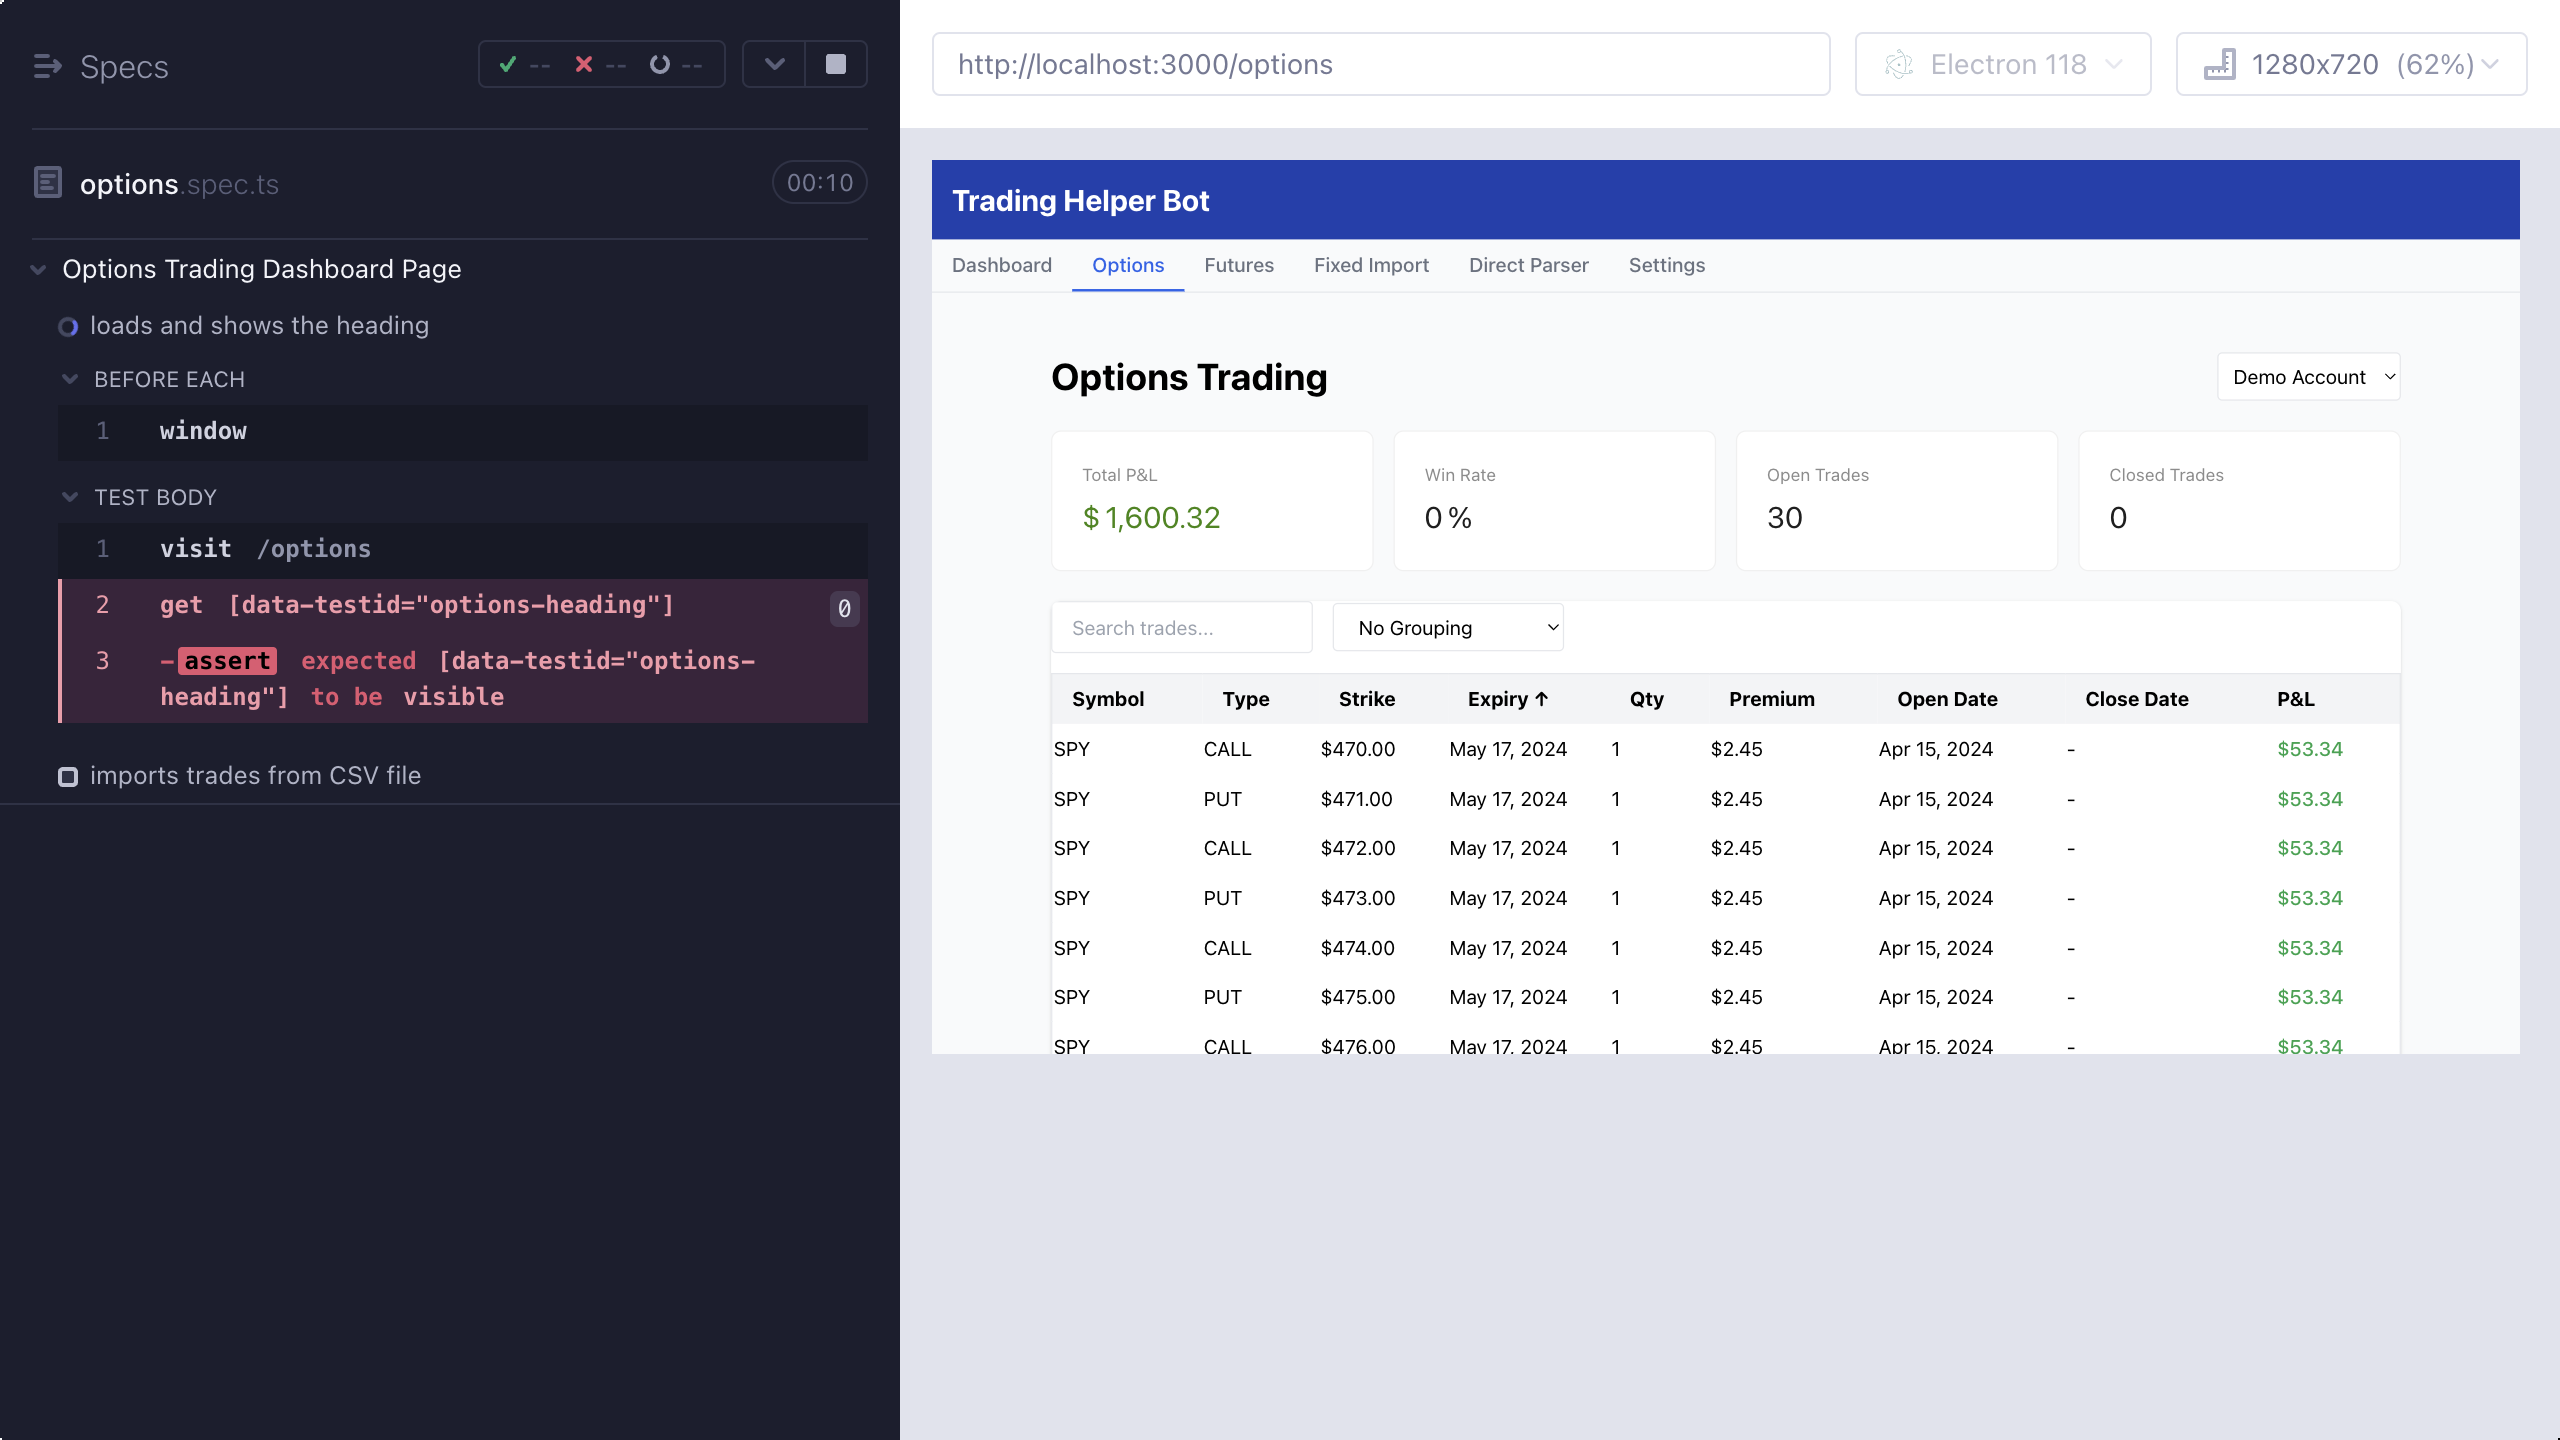 Specs
-- -- --
options.spec.ts 00:10
Options Trading Dashboard Page
loads and shows the heading
BEFORE EACH
1 window
TEST BODY
1 visit /options
2 get [data-testid="options-heading"] 0
3 -assert expected [data-testid="options-
heading"] to be visible
imports trades from CSV file
http://localhost:3000/options Electron 118 1280x720 (62%)
Trading Helper Bot
Dashboard Options Futures Fixed Import Direct Parser Settings
Options Trading Demo Account
Total P&L Win Rate Open Trades Closed Trades
$ 1,600.32 0 % 30 0
Search trades... No Grouping
Symbol Type Strike Expiry ↑ Qty Premium Open Date Close Date P&L
SPY CALL $470.00 May 17, 2024 1 $2.45 Apr 15, 2024 - $53.34
SPY PUT $471.00 May 17, 2024 1 $2.45 Apr 15, 2024 - $53.34
SPY CALL $472.00 May 17, 2024 1 $2.45 Apr 15, 2024 - $53.34
SPY PUT $473.00 May 17, 2024 1 $2.45 Apr 15, 2024 - $53.34
SPY CALL $474.00 May 17, 2024 1 $2.45 Apr 15, 2024 - $53.34
SPY PUT $475.00 May 17, 2024 1 $2.45 Apr 15, 2024 - $53.34
SPY CALL $476.00 May 17, 2024 1 $2.45 Apr 15, 2024 - $53.34